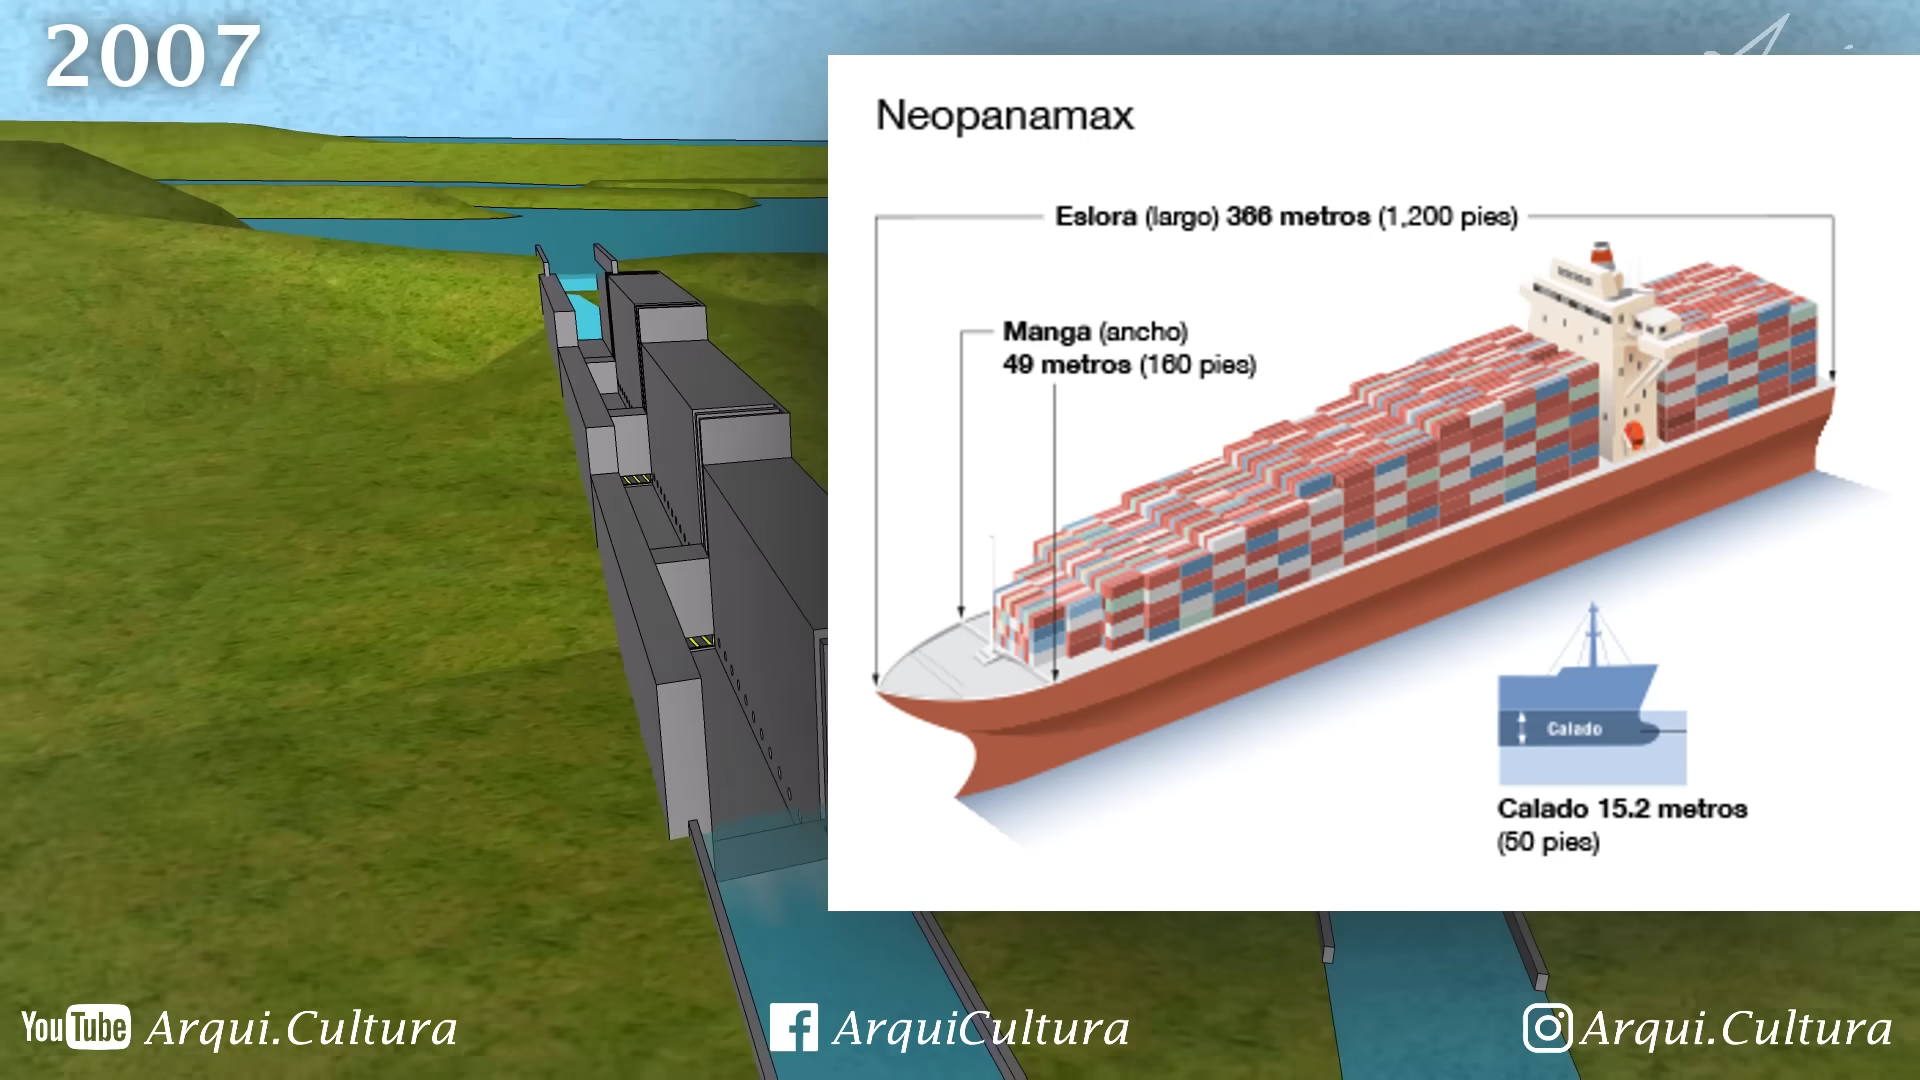 2007
Neopanamax
Eslora (largo) 366 metros (1,200 pies)
Manga (ancho)
49 metros (160 pies)
Calado
Calado 15.2 metros
(50 pies)
YouTube Arqui.Cultura
ArquiCultura
Arqui.Cultura